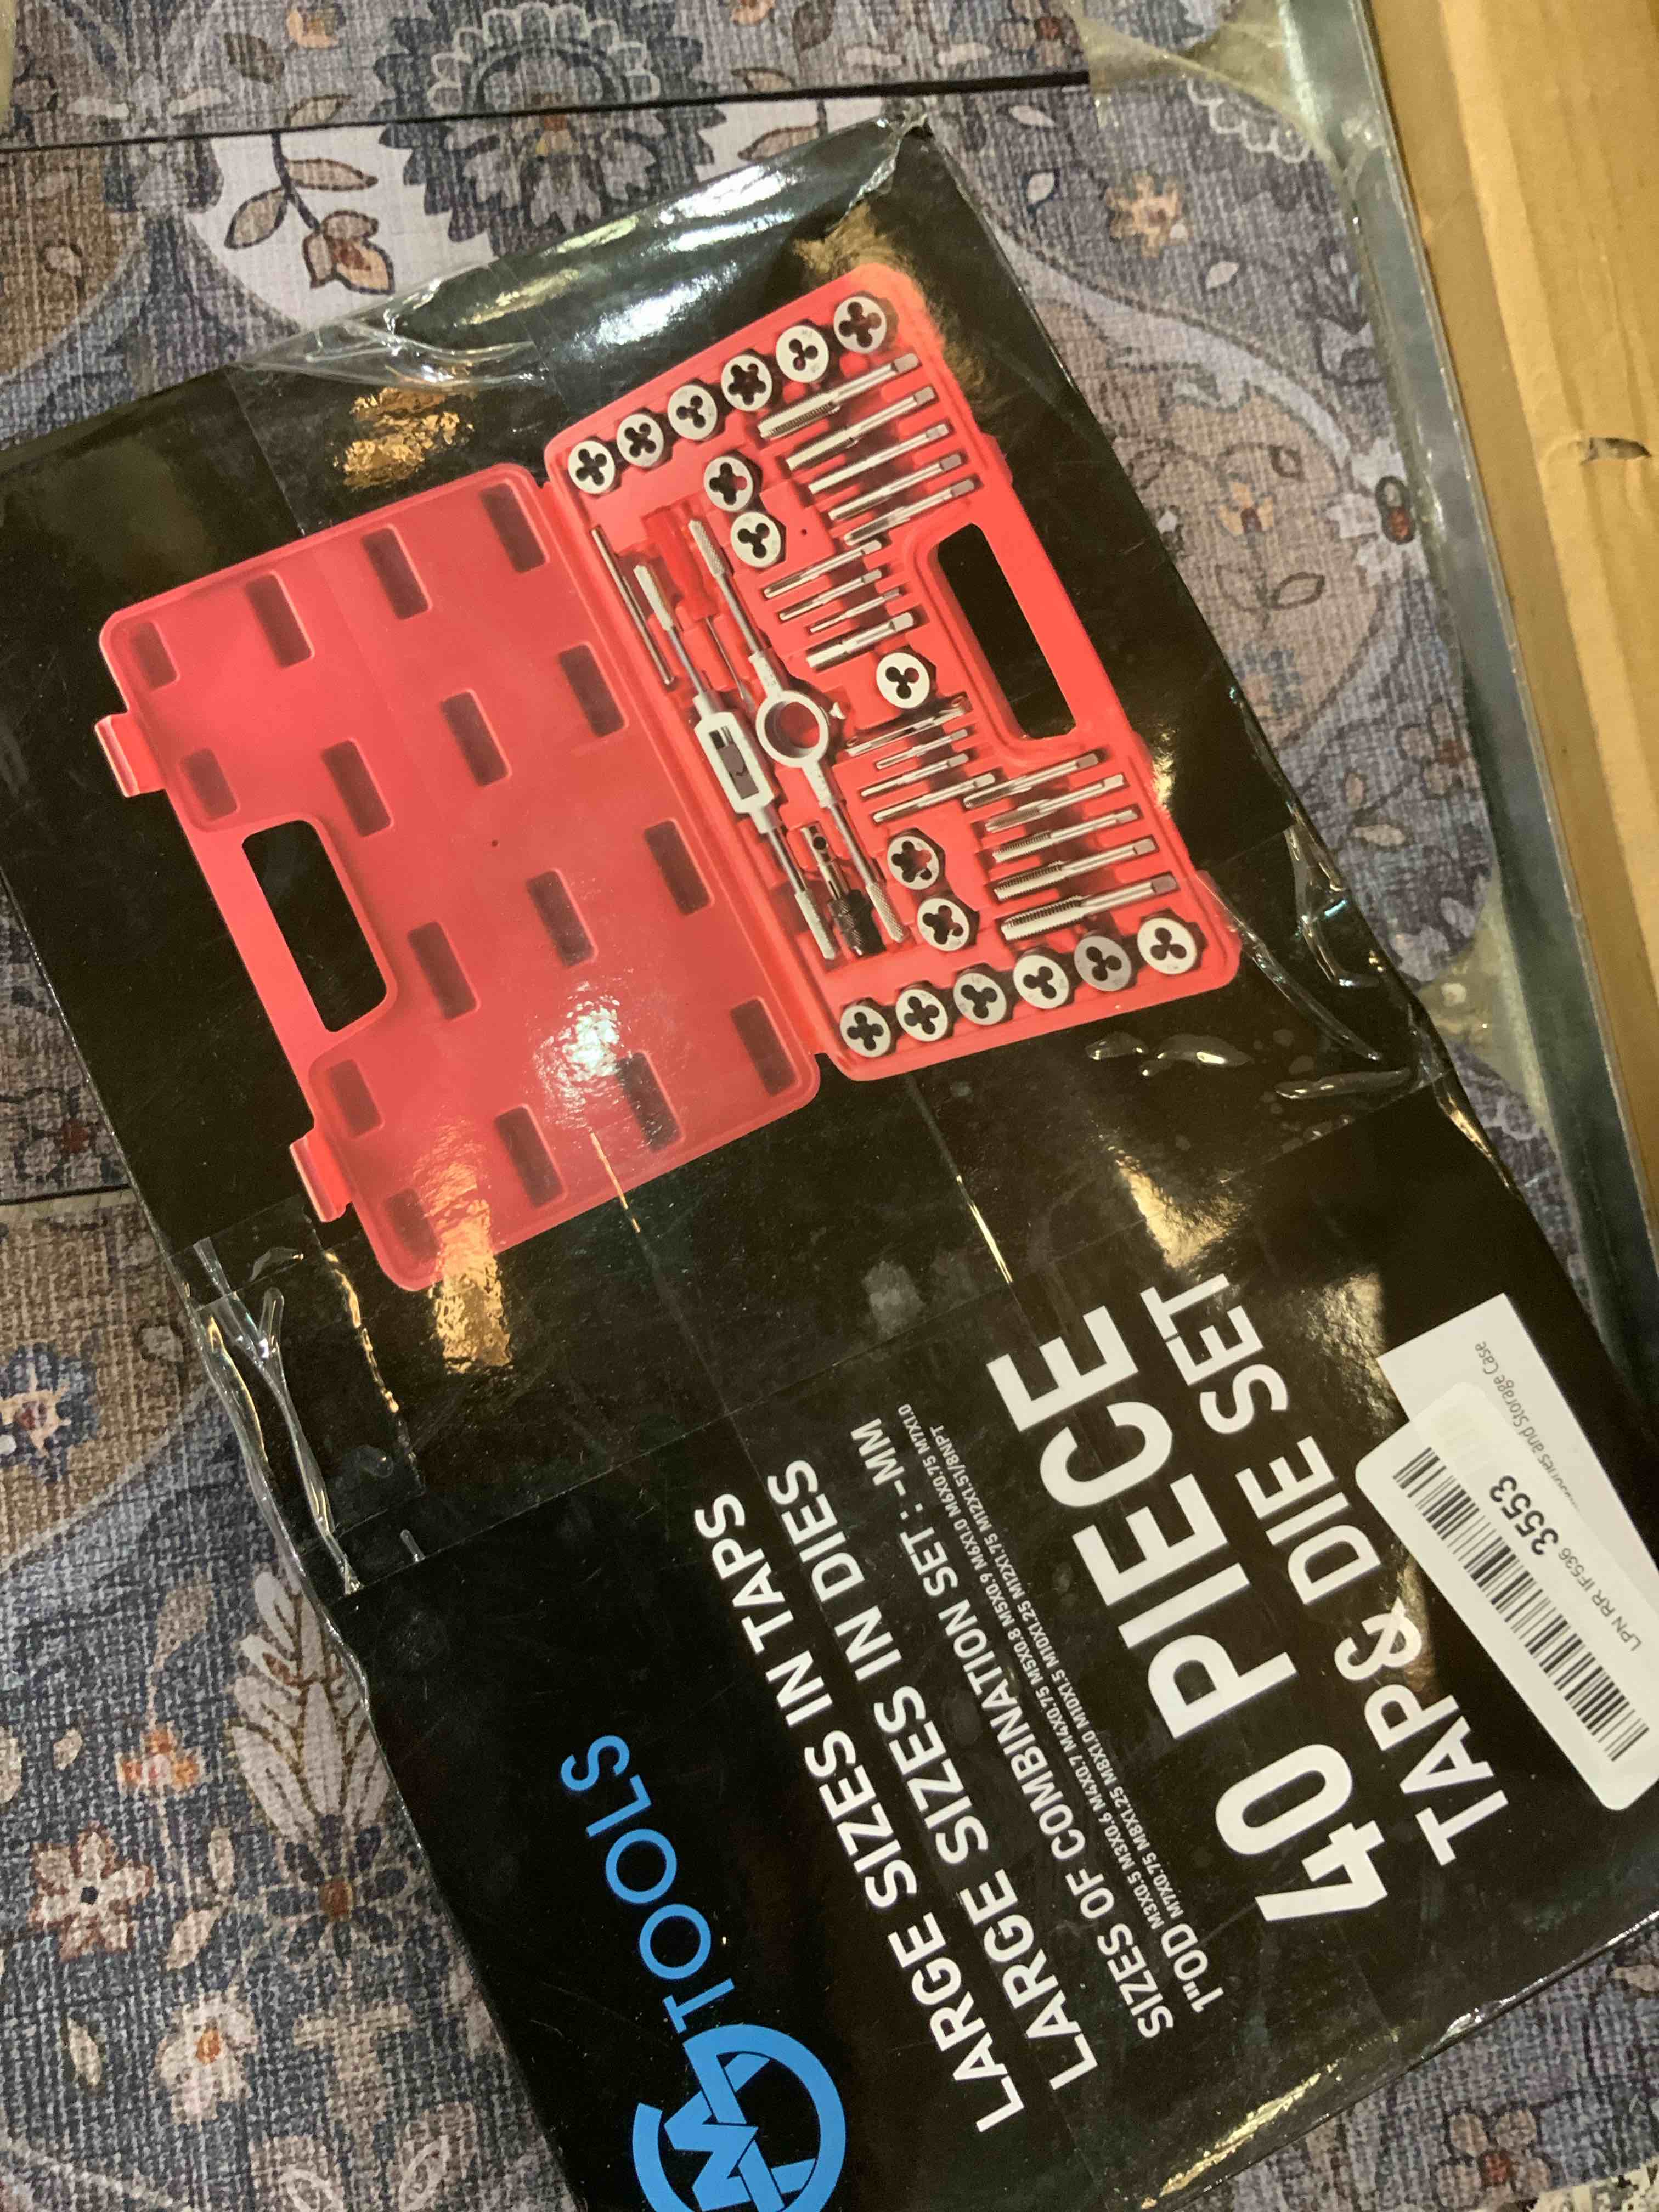 TOOLS
LARGE SIZES IN TAPS
LARGE SIZES IN DIES
SIZES OF COMBINATION SET : -MM
1"OD M3X0.5 M3X0.6 M4X0.7 M4X0.75 M5X0.8 M5X0.9 M6X1.0 M6X0.75 M7X1.0
M7X0.75 M8X1.25 M8X1.0 M10X1.5 M10X1.25 M12X1.75 M12X1.51/8NPT
40 PIECE
TAP& DIE SET
and Storage Case
LPN RR IF536 3553